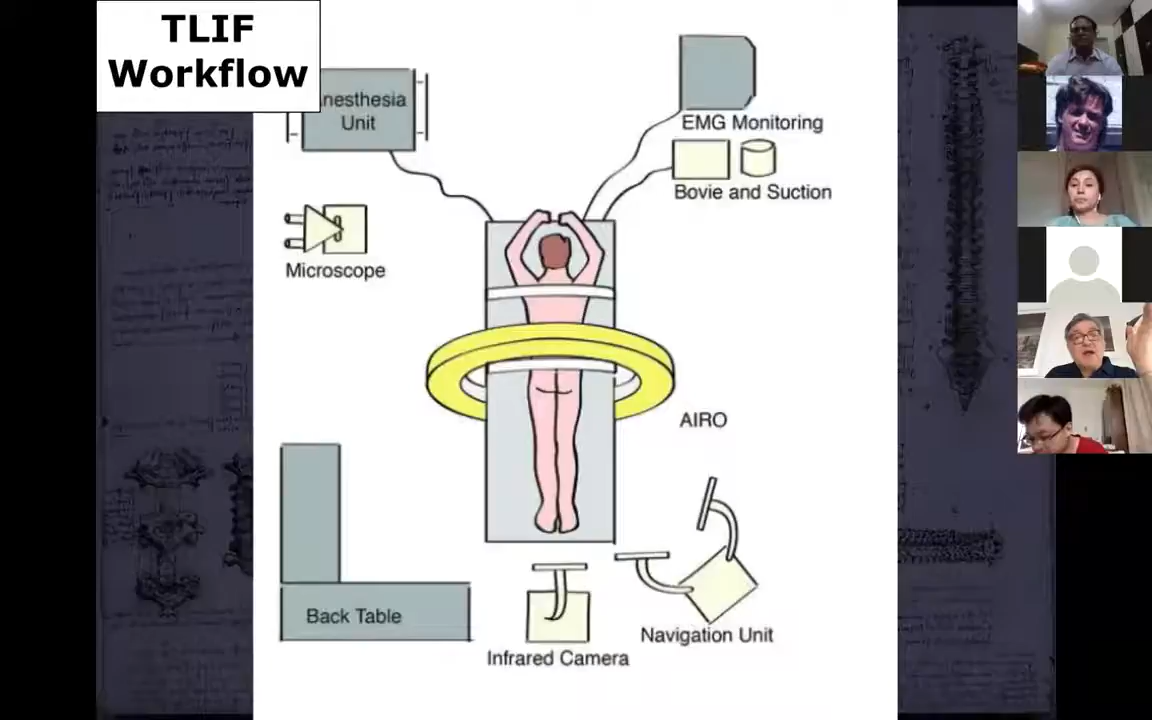 TLIF
Workflow
nesthesia
Unit
EMG Monitoring
Bovie and Suction
Microscope
AIRO
Back Table
Navigation Unit
Infrared Camera